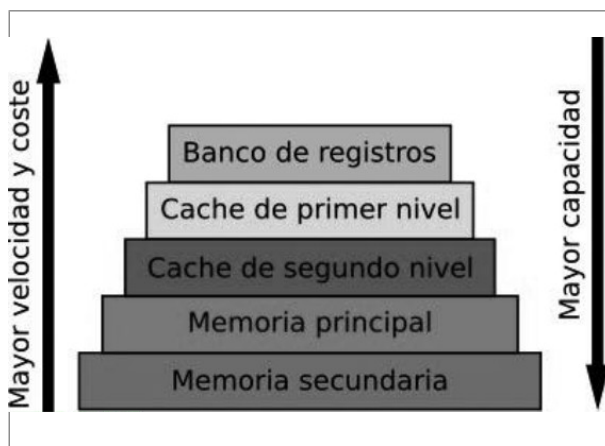 Mayor velocidad y coste
Banco de registros
Cache de primer nivel
Cache de segundo nivel
Memoria principal
Memoria secundaria
Mayor capacidad